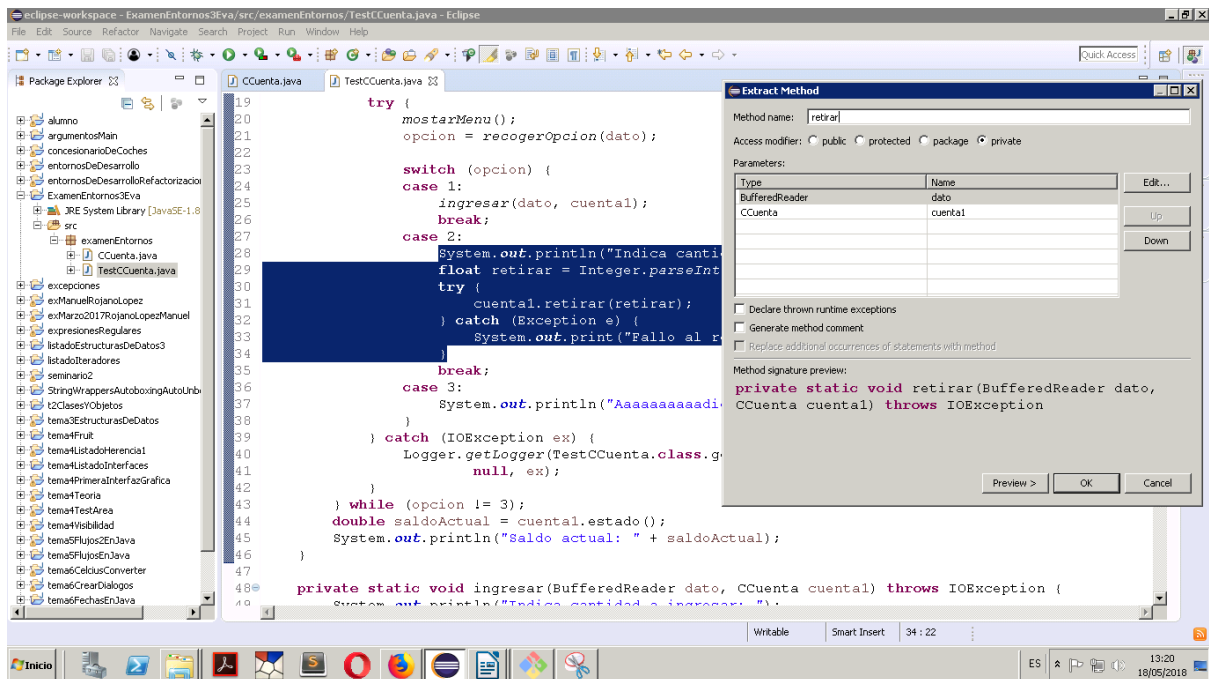 eclipse-workspace - ExamenEntornos3Eva/src/examenEntornos/TestCCuenta.java - Eclipse
File Edit Source Refactor Navigate Search Project Run Window Help
Quick Access
Package Explorer
alumno
argumentosMain
concesionarioDeCoches
entornosDeDesarrollo
entornosDeDesarrolloRefactorizacion
ExamenEntornos3Eva
JRE System Library [JavaSE-1.8
src
examenEntornos
CCuenta.java
TestCCuenta.java
excepciones
exManuelRojanoLopez
exMarzo2017RojanoLopezManuel
expresionesRegulares
listadoEstructurasDeDatos3
listadoIteradores
seminario2
StringWrappersAutoboxingAutoUnb
t2ClasesYObjetos
tema3EstructurasDeDatos
tema4Fruit
tema4ListadoHerencia1
tema4ListadoInterfaces
tema4PrimeraInterfazGrafica
tema4Teoria
tema4TestArea
tema4Visibilidad
tema5Flujos2EnJava
tema5FlujosEnJava
tema6CelciusConverter
tema6CrearDialogos
tema6FechasEnJava
CCuenta.java TestCCuenta.java
19 try {
20 mostarMenu();
21 opcion = recogerOpcion(dato);
22
23 switch (opcion) {
24 case 1:
25 ingresar(dato, cuenta1);
26 break;
27 case 2:
28 System.out.println("Indica canti
29 float retirar = Integer.parseInt
30 try {
31 cuenta1.retirar(retirar);
32 } catch (Exception e) {
33 System.out.print("Fallo al r
34 }
35 break;
36 case 3:
37 System.out.println("Aaaaaaaaadi
38 }
39 } catch (IOException ex) {
40 Logger.getLogger(TestCCuenta.class.g
41 null, ex);
42 }
43 } while (opcion != 3);
44 double saldoActual = cuenta1.estado();
45 System.out.println("Saldo actual: " + saldoActual);
46 }
47
48 private static void ingresar(BufferedReader dato, CCuenta cuenta1) throws IOException {
49 System.out.println("Indica cantidad a ingresar: ");
Extract Method
Method name: retirar
Access modifier: public protected package private
Parameters:
Type Name
BufferedReader dato
CCuenta cuenta1
Edit...
Up
Down
Declare thrown runtime exceptions
Generate method comment
Replace additional occurrences of statements with method
Method signature preview:
private static void retirar(BufferedReader dato,
CCuenta cuenta1) throws IOException
Preview > OK Cancel
Writable Smart Insert 34 : 22
Inicio
ES
13:20
18/05/2018